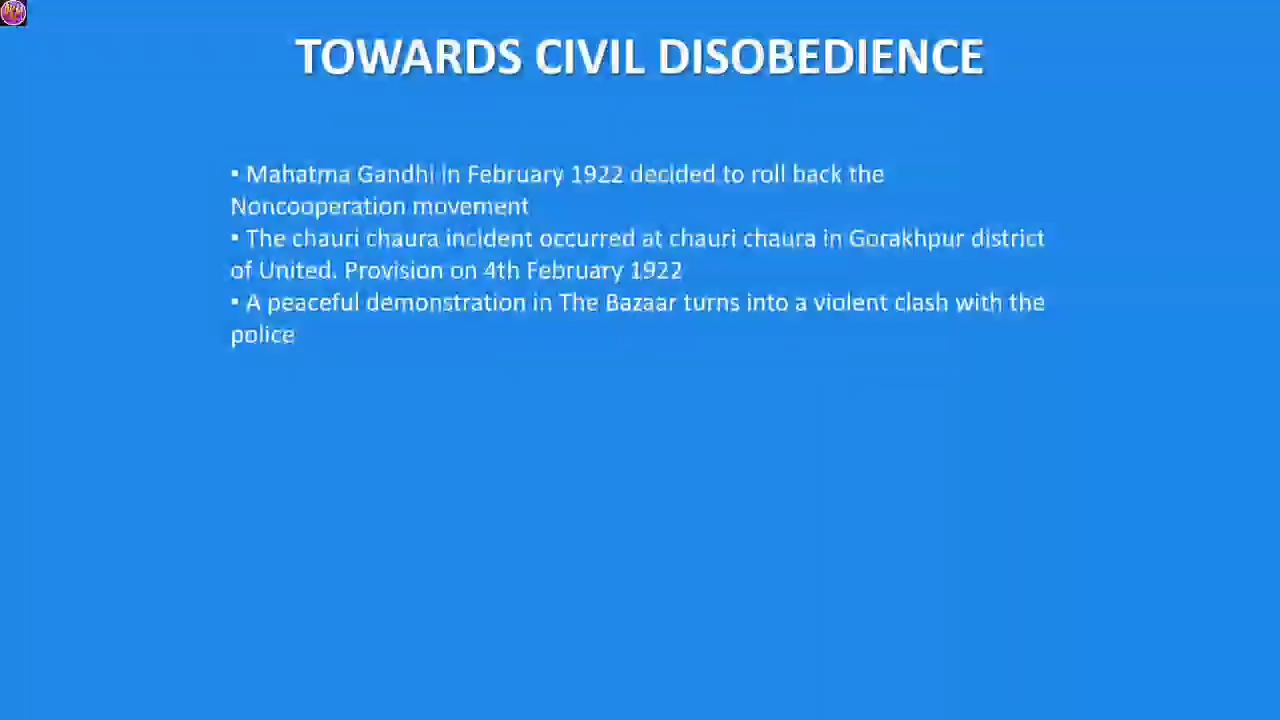 TOWARDS CIVIL DISOBEDIENCE
• Mahatma Gandhi in February 1922 decided to roll back the
Noncooperation movement
• The chauri chaura incident occurred at chauri chaura in Gorakhpur district
of United. Provision on 4th February 1922
• A peaceful demonstration in The Bazaar turns into a violent clash with the
police